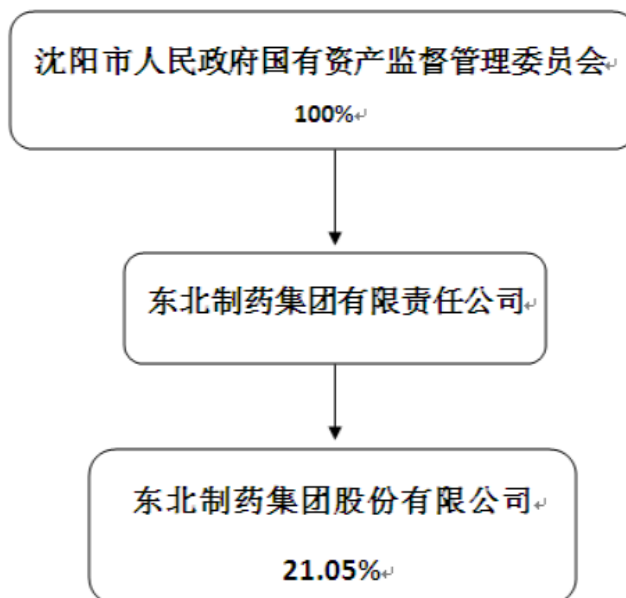 沈阳市人民政府国有资产监督管理委员会
100%
东北制药集团有限责任公司
东北制药集团股份有限公司
21.05%